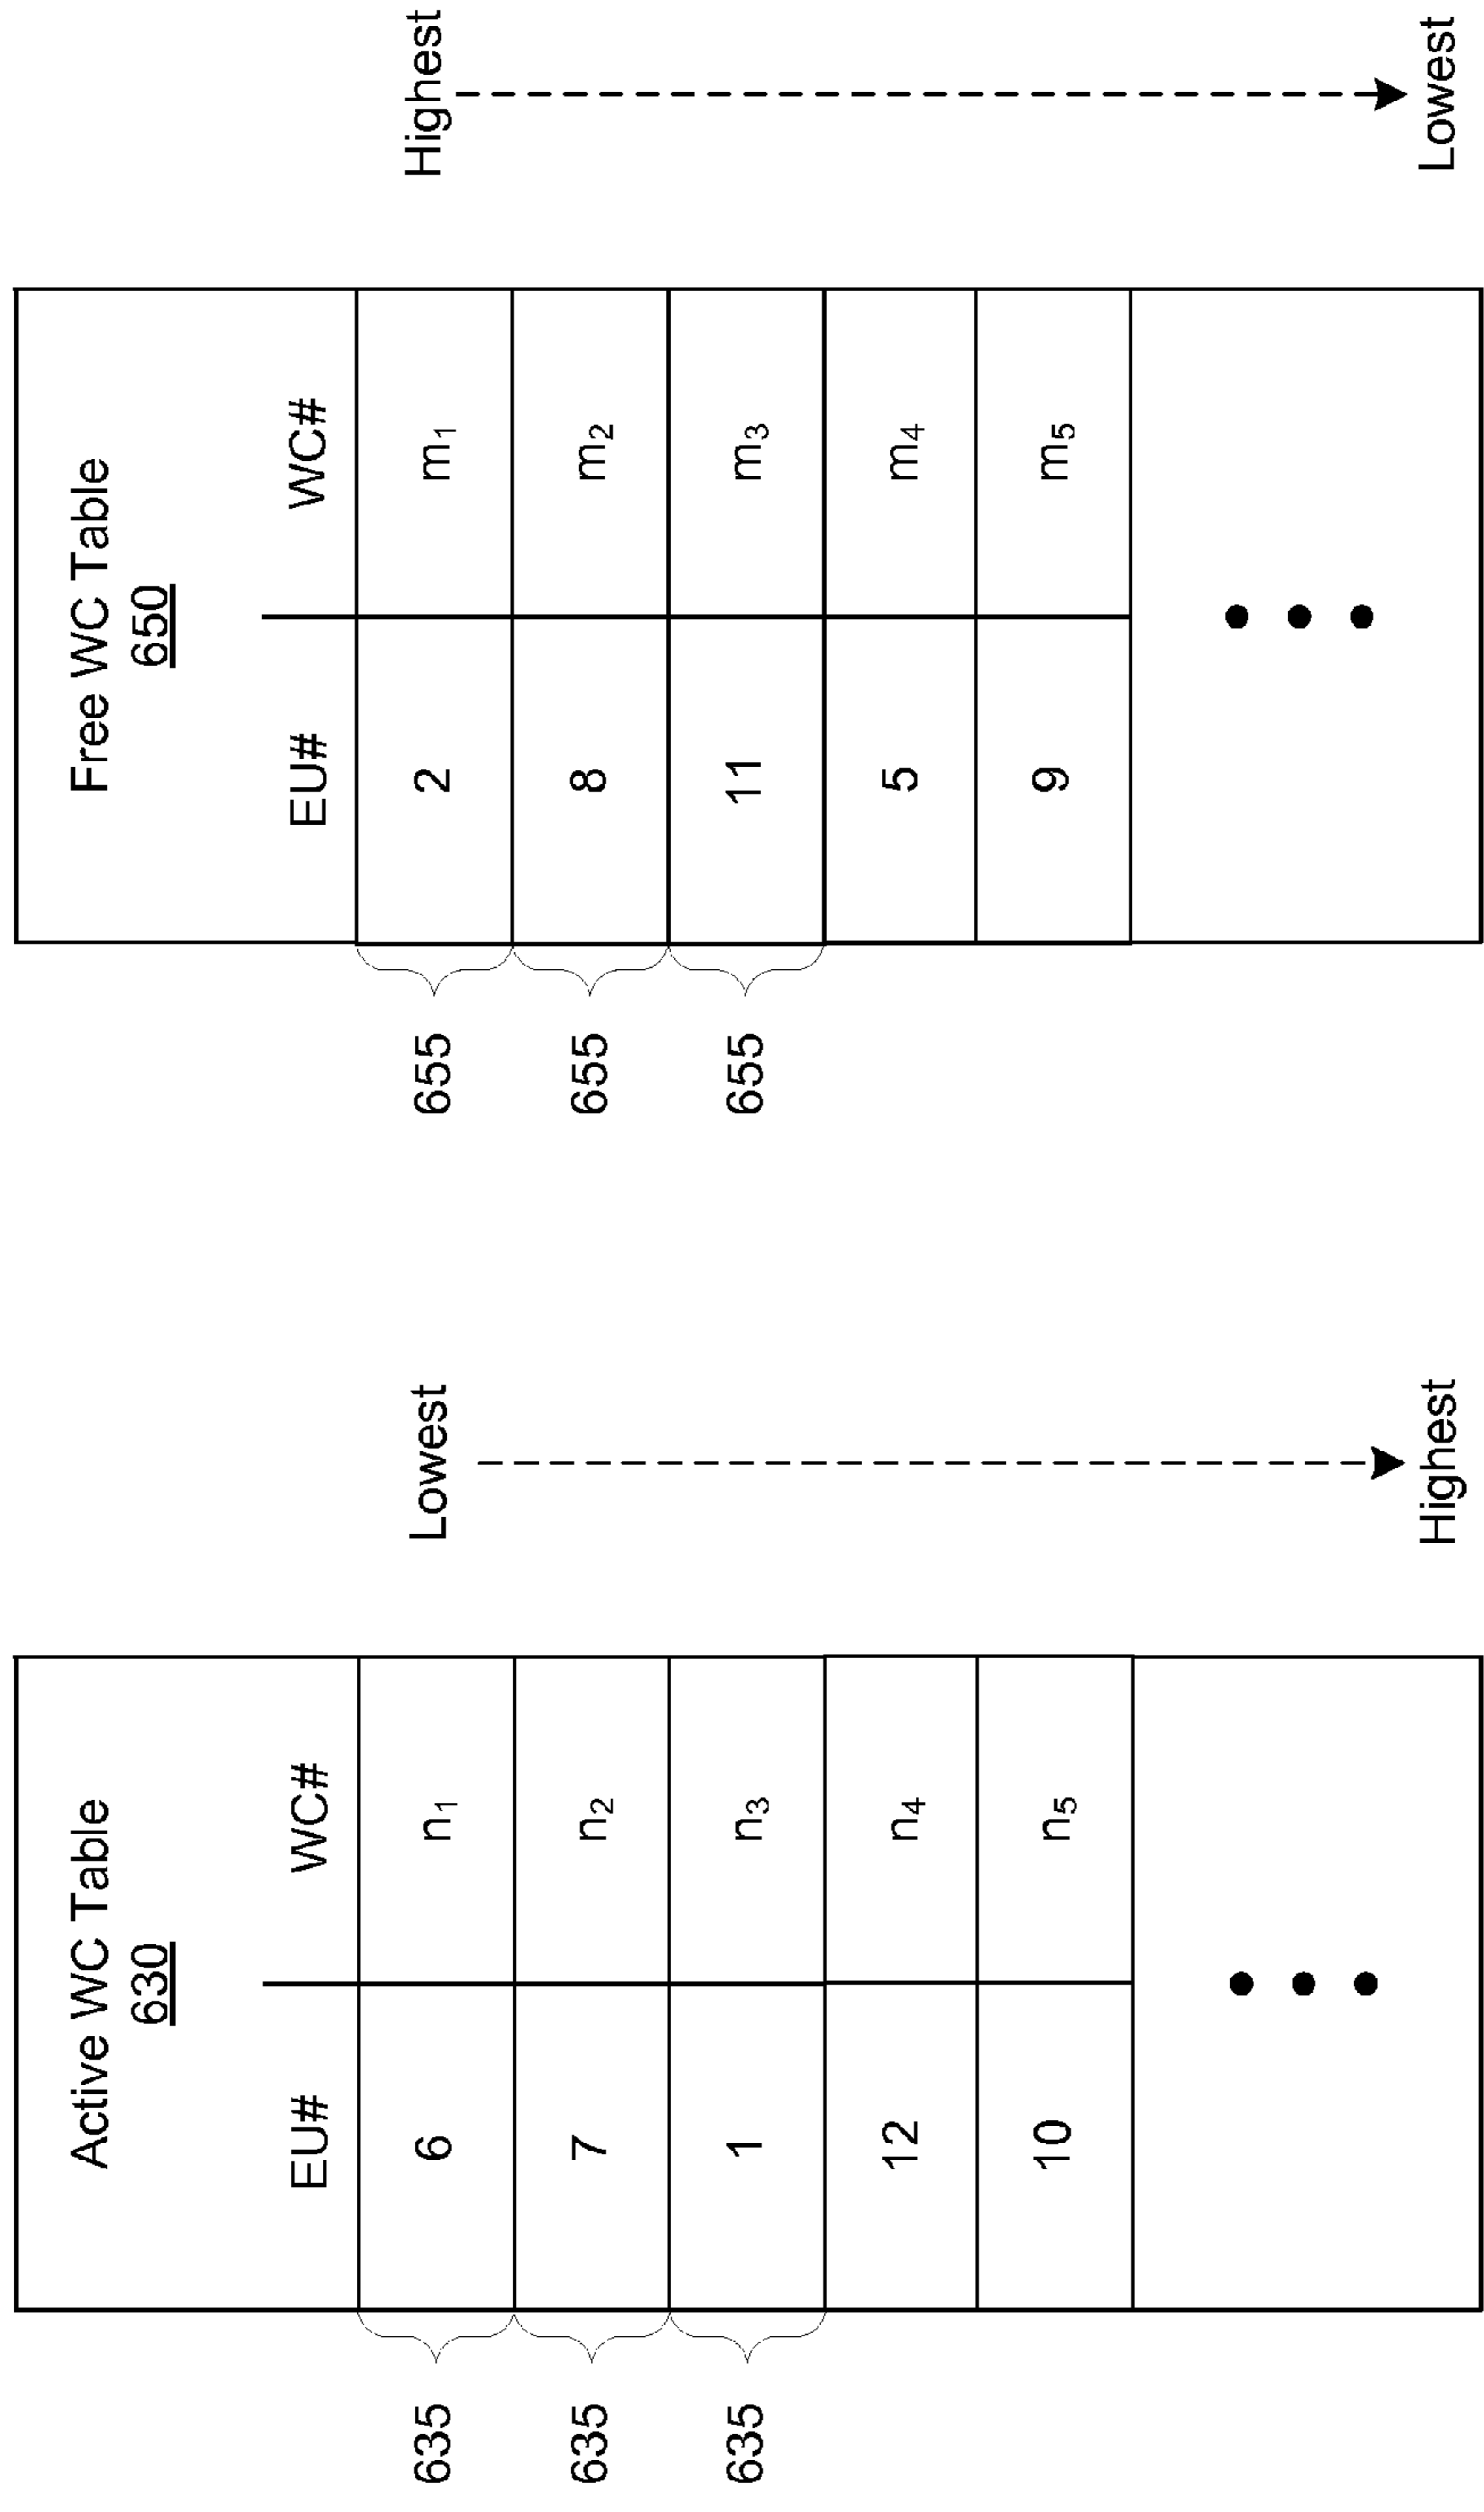 Active WC Table
630
EU# WC#
635 6 n1 Lowest
635 7 n2
635 1 n3
12 n4
10 n5
Highest
Free WC Table
650
EU# WC#
655 2 m1 Highest
655 8 m2
655 11 m3
5 m4
9 m5
Lowest